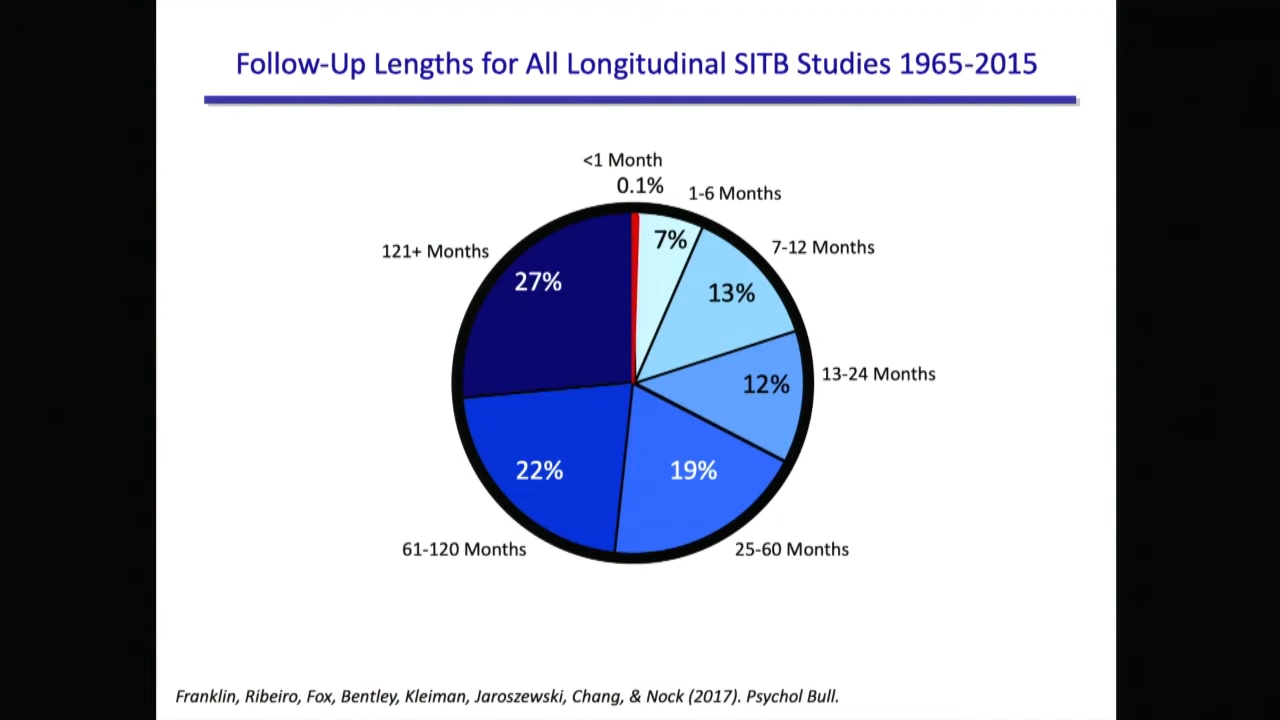 Follow-Up Lengths for All Longitudinal SITB Studies 1965-2015
<1 Month
0.1%
1-6 Months
7%
7-12 Months
13%
13-24 Months
12%
25-60 Months
19%
61-120 Months
22%
121+ Months
27%
Franklin, Ribeiro, Fox, Bentley, Kleiman, Jaroszewski, Chang, & Nock (2017). Psychol Bull.